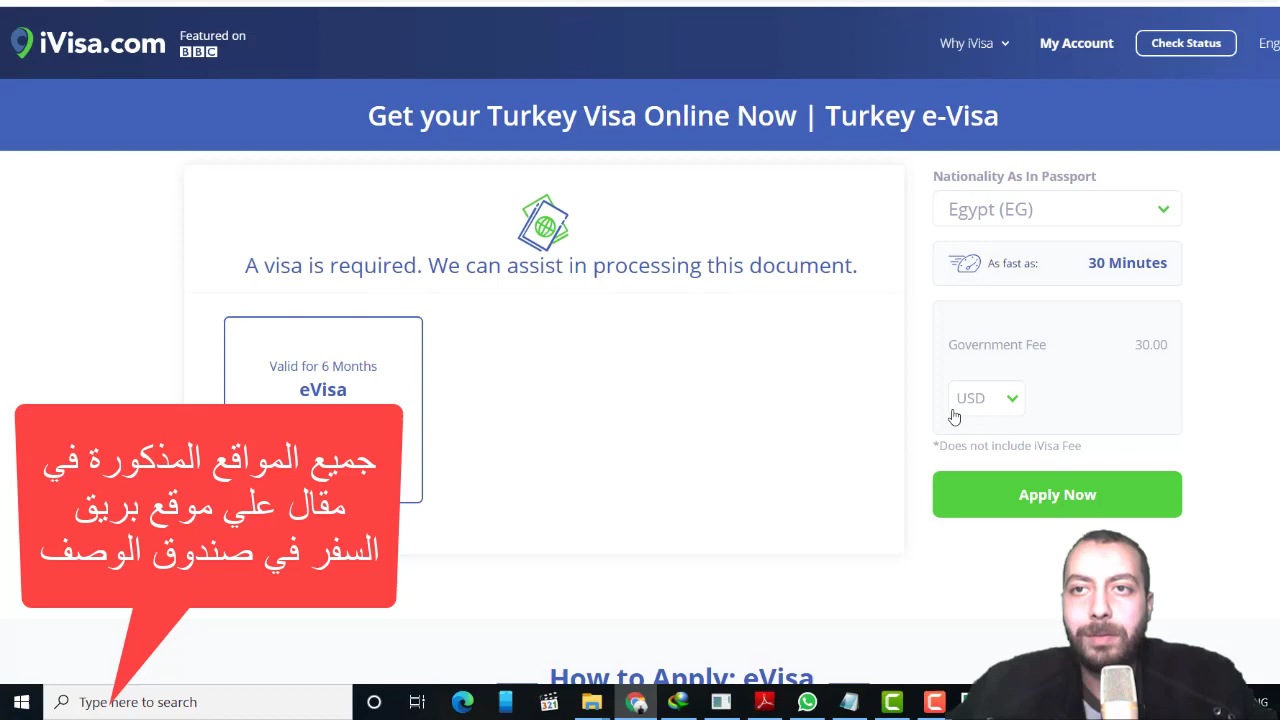 iVisa.com
Featured on
BBC
Why iVisa
My Account
Check Status
Eng
Get your Turkey Visa Online Now | Turkey e-Visa
A visa is required. We can assist in processing this document.
Valid for 6 Months
eVisa
Nationality As In Passport
Egypt (EG)
As fast as: 30 Minutes
Government Fee 30.00
USD
*Does not include iVisa Fee
Apply Now
جميع المواقع المذكورة في
مقال علي موقع بريق
السفر في صندوق الوصف
How to Apply: eVisa
Type here to search
321
ENG